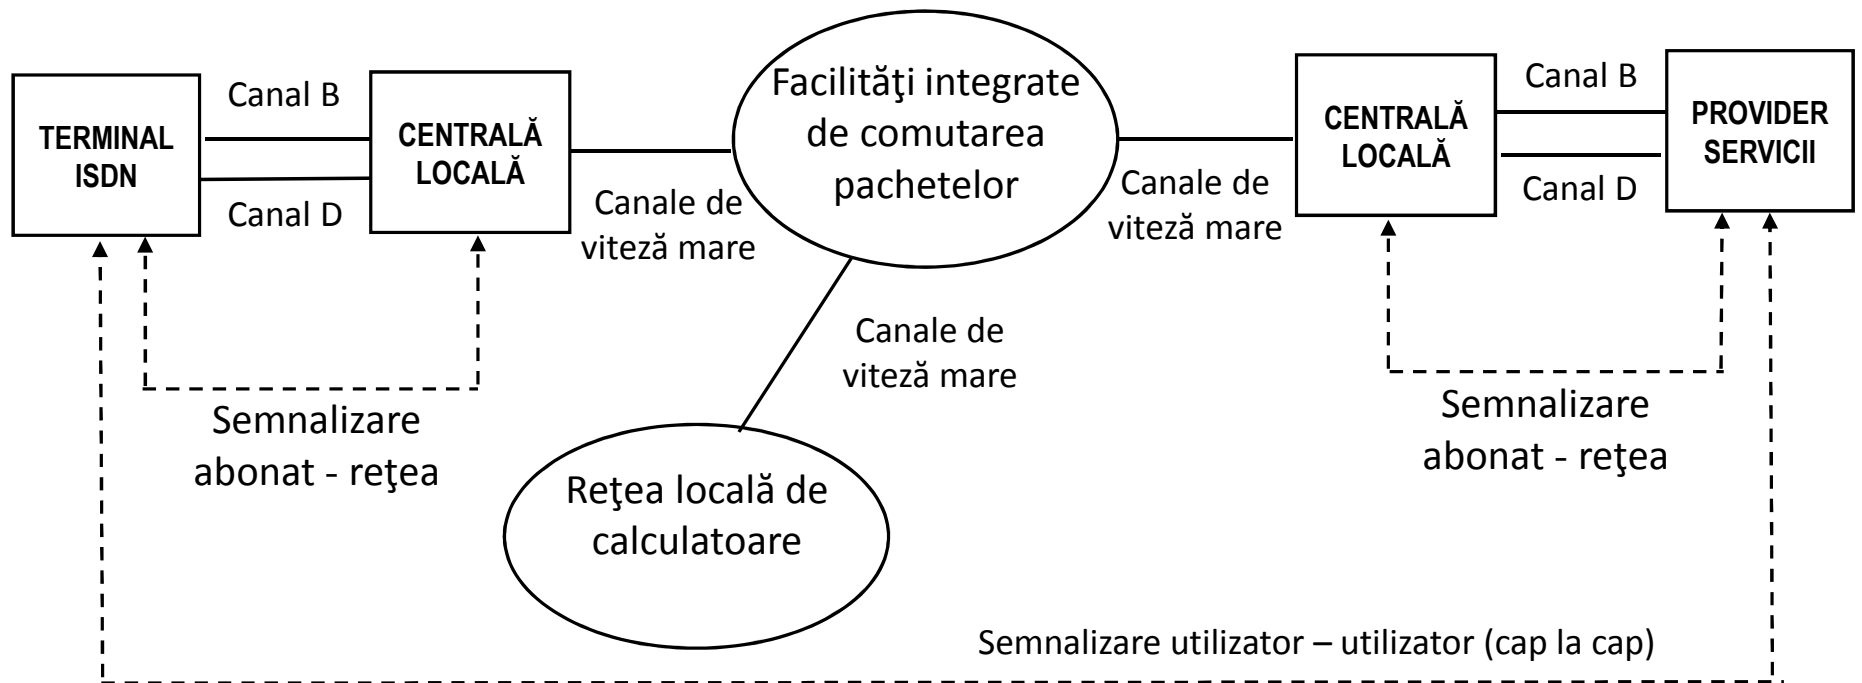 TERMINAL
ISDN
Canal B
Canal D
CENTRALĂ
LOCALĂ
Canale de
viteză mare
Facilităţi integrate
de comutarea
pachetelor
Canale de
viteză mare
CENTRALĂ
LOCALĂ
Canal B
Canal D
PROVIDER
SERVICII
Canale de
viteză mare
Semnalizare
abonat - reţea
Semnalizare
abonat - reţea
Reţea locală de
calculatoare
Semnalizare utilizator – utilizator (cap la cap)